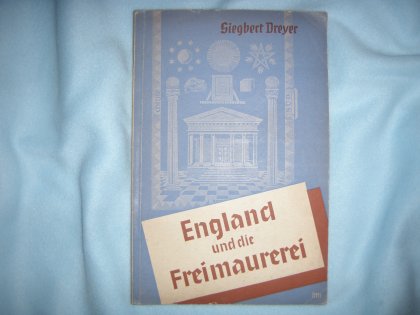 Siegbert Dreyer
England
und die
Freimaurerei